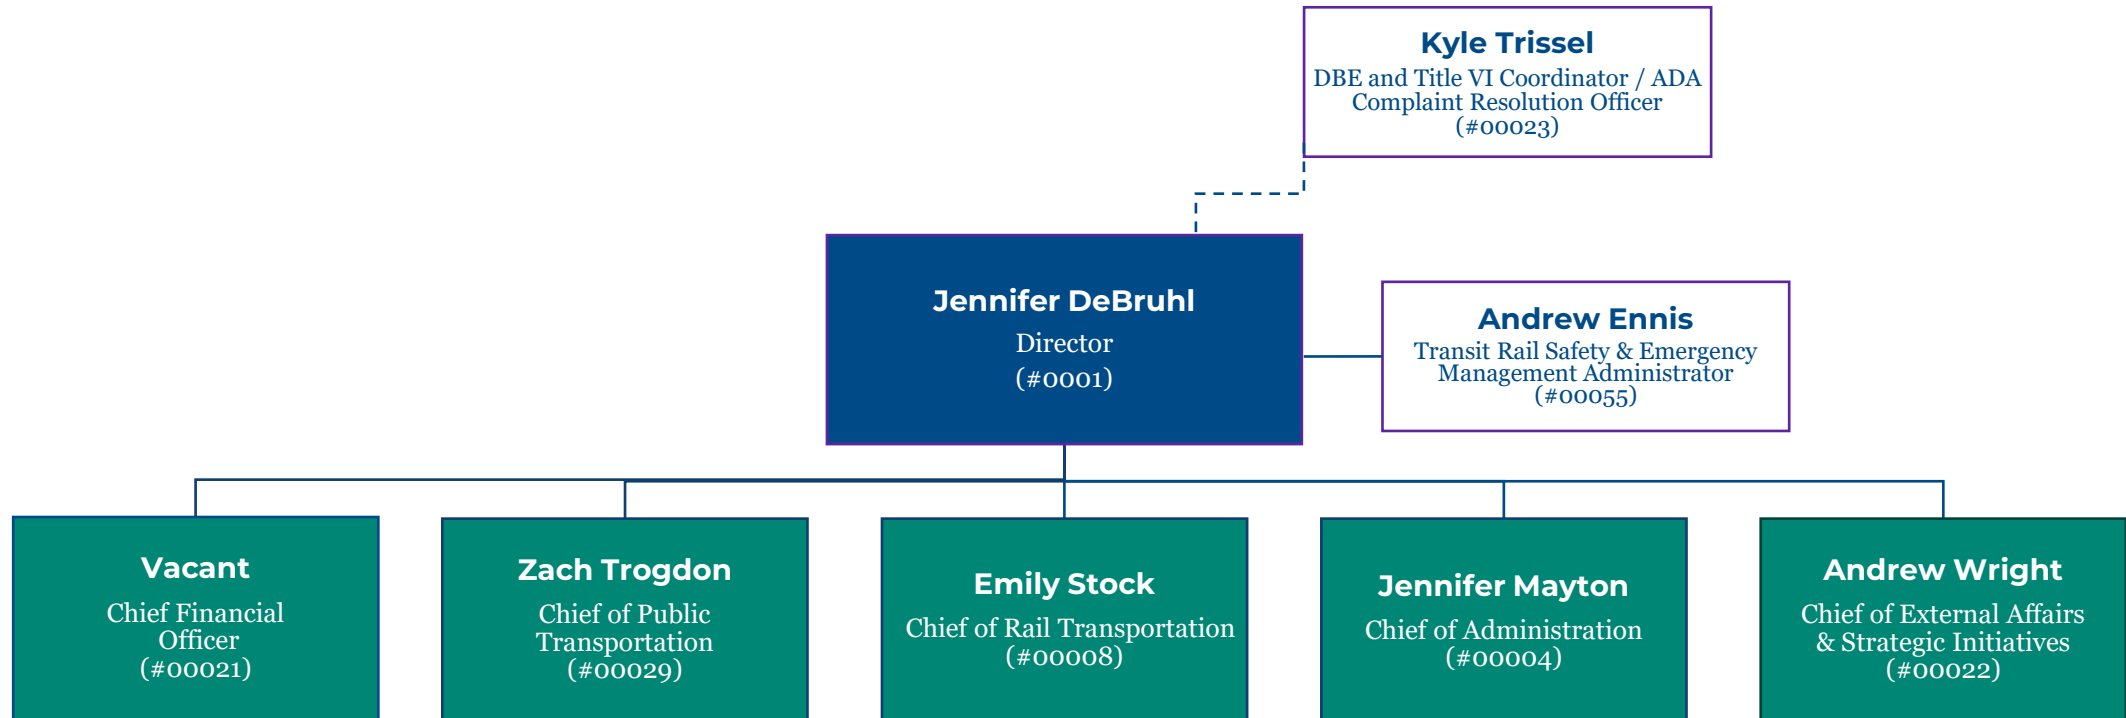 Kyle Trissel
DBE and Title VI Coordinator / ADA
Complaint Resolution Officer
(#00023)
Jennifer DeBruhl
Director
(#0001)
Andrew Ennis
Transit Rail Safety & Emergency
Management Administrator
(#00055)
Vacant
Chief Financial
Officer
(#00021)
Zach Trogdon
Chief of Public
Transportation
(#00029)
Emily Stock
Chief of Rail Transportation
(#00008)
Jennifer Mayton
Chief of Administration
(#00004)
Andrew Wright
Chief of External Affairs
& Strategic Initiatives
(#00022)